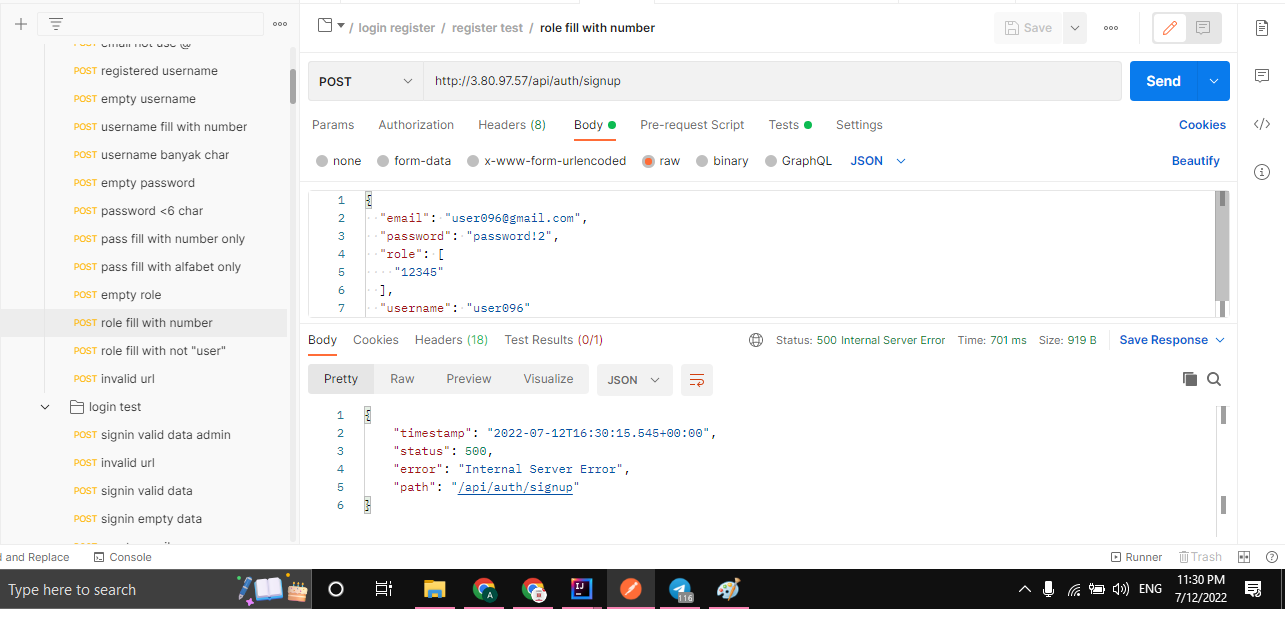 / login register / register test / role fill with number
Save
registered username
POST
empty username
POST
username fill with number
POST
username banyak char
POST
empty password
POST
password <6 char
POST
pass fill with number only
POST
pass fill with alfabet only
POST
empty role
POST
role fill with number
POST
role fill with not "user"
POST
invalid url
POST
login test
POST signin valid data admin
POST invalid url
POST signin valid data
POST signin empty data
POST http://3.80.97.57/api/auth/signup
Send
Params Authorization Headers (8) Body Pre-request Script Tests Settings Cookies
none form-data x-www-form-urlencoded raw binary GraphQL JSON Beautify
1 {
2 "email": "user096@gmail.com",
3 "password": "password!2",
4 "role": [
5 "12345"
6 ],
7 "username": "user096"
Body Cookies Headers (18) Test Results (0/1) Status: 500 Internal Server Error Time: 701 ms Size: 919 B Save Response
Pretty Raw Preview Visualize JSON
1 {
2 "timestamp": "2022-07-12T16:30:15.545+00:00",
3 "status": 500,
4 "error": "Internal Server Error",
5 "path": "/api/auth/signup"
6 }
and Replace Console Runner Trash
Type here to search
116
ENG
11:30 PM
7/12/2022